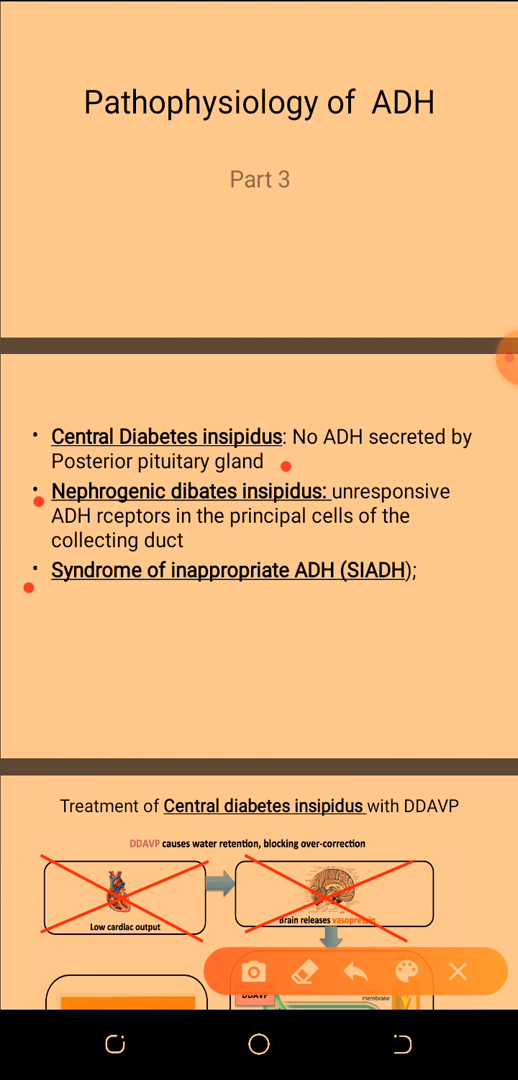 Pathophysiology of ADH
Part 3
• Central Diabetes insipidus: No ADH secreted by
Posterior pituitary gland
• Nephrogenic dibates insipidus: unresponsive
ADH rceptors in the principal cells of the
collecting duct
• Syndrome of inappropriate ADH (SIADH);
Treatment of Central diabetes insipidus with DDAVP
DDAVP causes water retention, blocking over-correction
Low cardiac output
Brain releases vasopressin
DDAVP
membrane